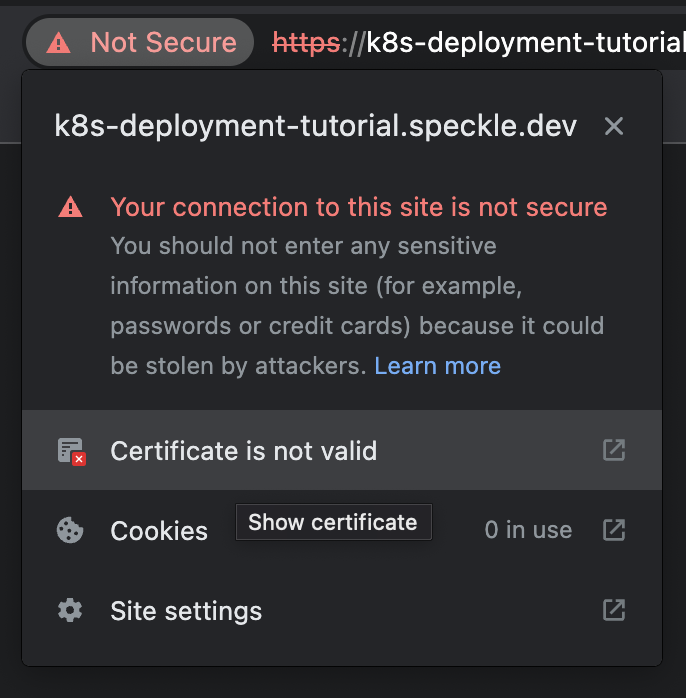 Not Secure https://k8s-deployment-tutorial
k8s-deployment-tutorial.speckle.dev
Your connection to this site is not secure
You should not enter any sensitive
information on this site (for example,
passwords or credit cards) because it could
be stolen by attackers. Learn more
Certificate is not valid
Cookies 0 in use
Show certificate
Site settings